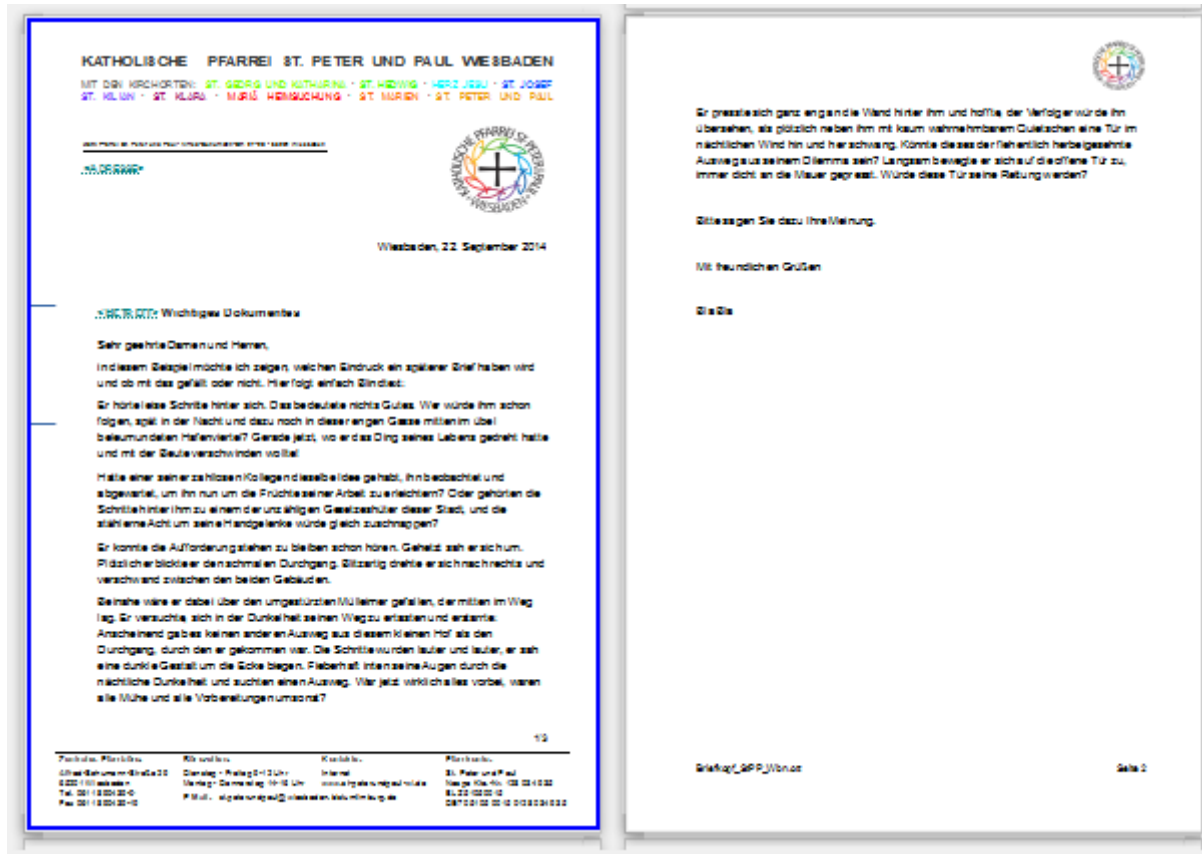 KATHOLISCHE PFARREI ST. PETER UND PAUL WIESBADEN
MIT DEN KIRCHORTEN: ST. GEORG UND KATHARINA · ST. HEDWIG · HERZ JESU · ST. JOSEF
ST. KILIAN · ST. KLARA · MARIÄ HEIMSUCHUNG · ST. MARIEN · ST. PETER UND PAUL
KATHOLISCHE PFARREI ST. PETER & PAUL · WIESBADEN ·
<ADRESSE>
Wiesbaden, 22. September 2014
<BETREFF> Wichtiges Dokumentes
Sehr geehrte Damen und Herren,
in diesem Beispiel möchte ich zeigen, welchen Eindruck ein späterer Brief haben wird
und ob mit das gefällt oder nicht. Hier folgt einfach Blindtext:
Er hörte leise Schritte hinter sich. Das bedeutete nichts Gutes. Wer würde ihm schon
folgen, spät in der Nacht und dazu noch in dieser engen Gasse mitten im übel
beleumundeten Hafenviertel? Gerade jetzt, wo er das Ding seines Lebens gedreht hatte
und mit der Beute verschwinden wollte!
Hatte einer seiner zahllosen Kollegen dieselbe Idee gehabt, ihn beobachtet und
abgewartet, um ihn nun um die Früchte seiner Arbeit zu erleichtern? Oder gehörten die
Schritte hinter ihm zu einem der unzähligen Gesetzeshüter dieser Stadt, und die
stählerne Acht um seine Handgelenke würde gleich zuschnappen?
Er konnte die Aufforderung stehen zu bleiben schon hören. Gehetzt sah er sich um.
Plötzlich erblickte er den schmalen Durchgang. Blitzartig drehte er sich nach rechts und
verschwand zwischen den beiden Gebäuden.
Beinahe wäre er dabei über den umgestürzten Mülleimer gefallen, der mitten im Weg
lag. Er versuchte, sich in der Dunkelheit seinen Weg zu ertasten und erstarrte:
Anscheinend gab es keinen anderen Ausweg aus diesem kleinen Hof als den
Durchgang, durch den er gekommen war. Die Schritte wurden lauter und lauter, er sah
eine dunkle Gestalt um die Ecke biegen. Fieberhaft irrten seine Augen durch die
nächtliche Dunkelheit und suchten einen Ausweg. War jetzt wirklich alles vorbei, waren
alle Mühe und alle Vorbereitungen umsonst?
1/3
Er presste sich ganz eng an die Wand hinter ihm und hoffte, der Verfolger würde ihn
übersehen, als plötzlich neben ihm mit kaum wahrnehmbarem Quietschen eine Tür im
nächtlichen Wind hin und her schwang. Könnte dieses der flehentlich herbeigesehnte
Ausweg aus seinem Dilemma sein? Langsam bewegte er sich auf die offene Tür zu,
immer dicht an die Mauer gepresst. Würde diese Tür seine Rettung werden?
Bitte sagen Sie dazu Ihre Meinung.
Mit freundlichen Grüßen
Bla Bla
Seite 2